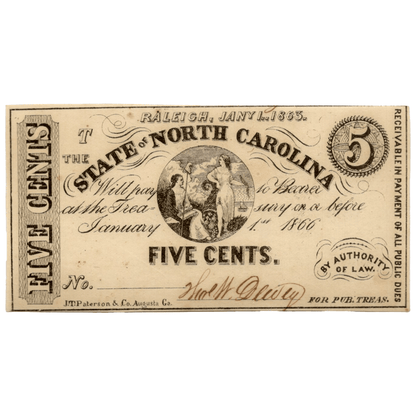 RALEIGH, JANY 1st, 1863.
T
THE STATE of NORTH CAROLINA
5
Will pay to Bearer
at the Treasury on or before
January 1st 1866
FIVE CENTS.
No.
BY AUTHORITY
OF LAW.
J.T. Paterson & Co. Augusta Ga.
FOR PUB. TREAS.
FIVE CENTS
RECEIVABLE IN PAYMENT OF ALL PUBLIC DUES